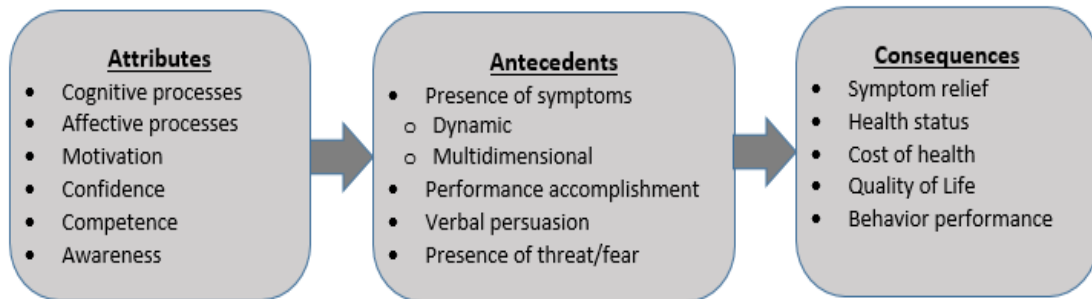 Attributes
• Cognitive processes
• Affective processes
• Motivation
• Confidence
• Competence
• Awareness
Antecedents
• Presence of symptoms
o Dynamic
o Multidimensional
• Performance accomplishment
• Verbal persuasion
• Presence of threat/fear
Consequences
• Symptom relief
• Health status
• Cost of health
• Quality of Life
• Behavior performance